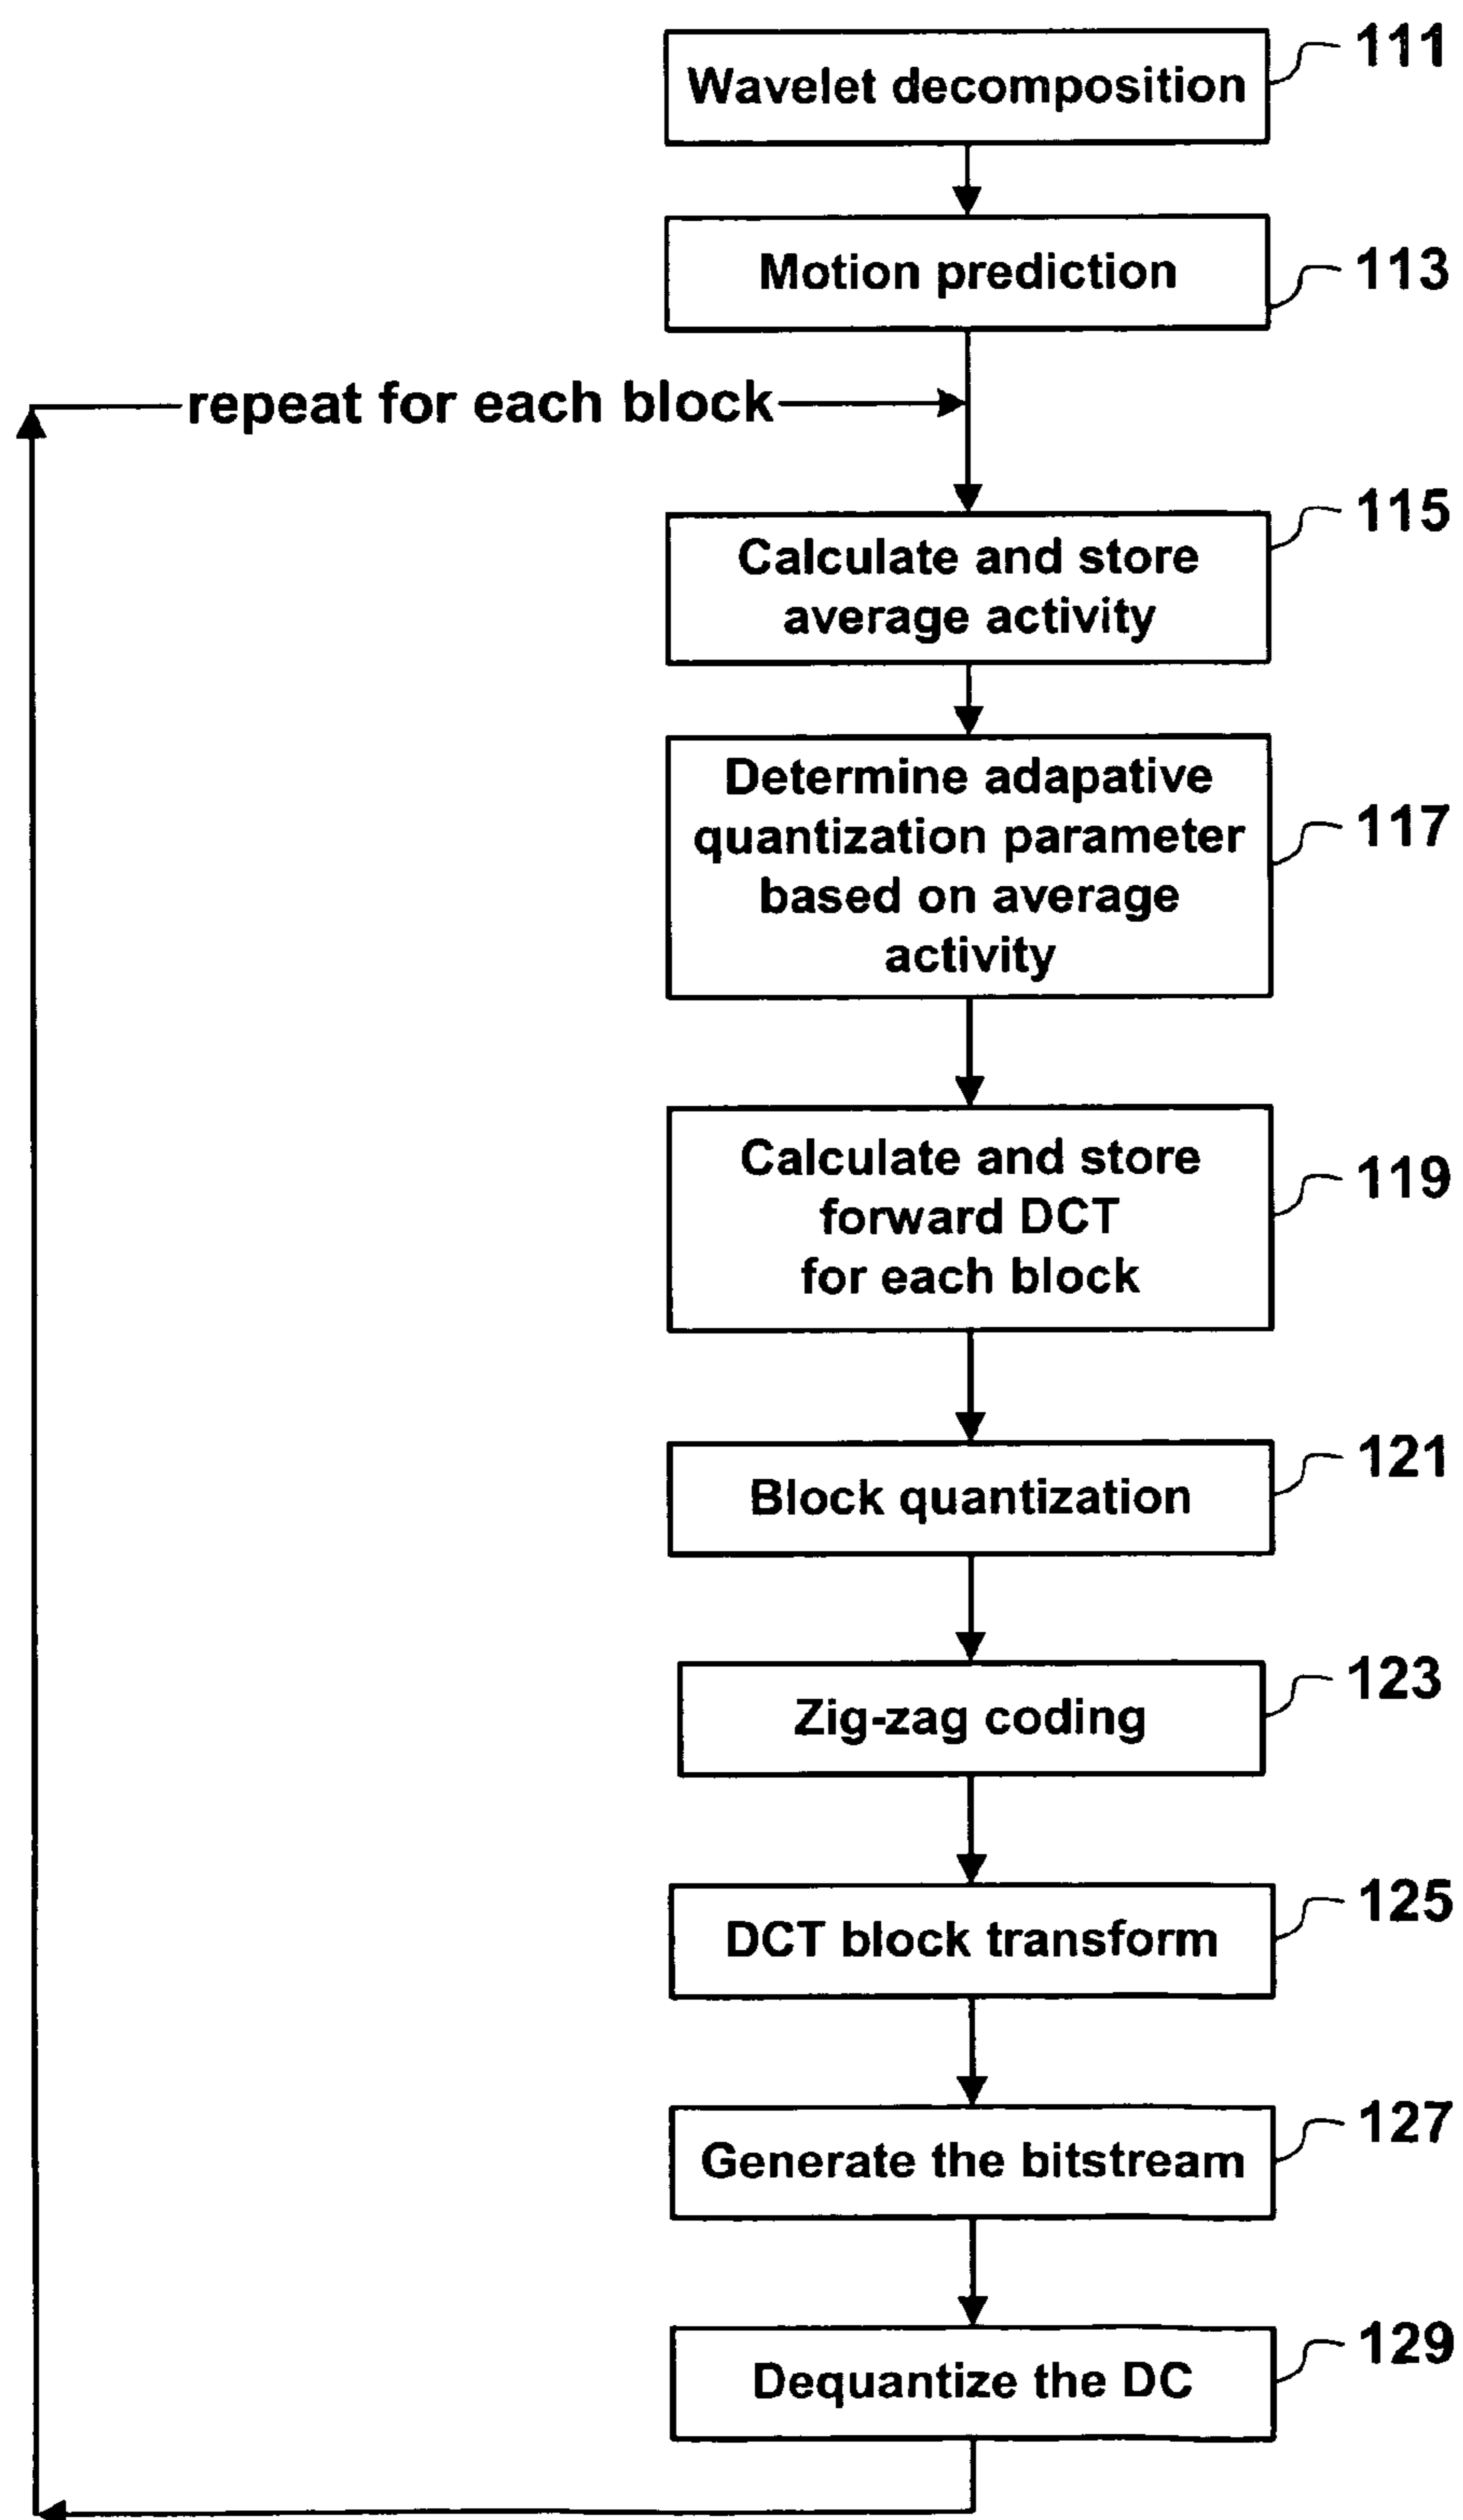 Wavelet decomposition
111
Motion prediction
113
repeat for each block
Calculate and store
average activity
115
Determine adapative
quantization parameter
based on average
activity
117
Calculate and store
forward DCT
for each block
119
Block quantization
121
Zig-zag coding
123
DCT block transform
125
Generate the bitstream
127
Dequantize the DC
129